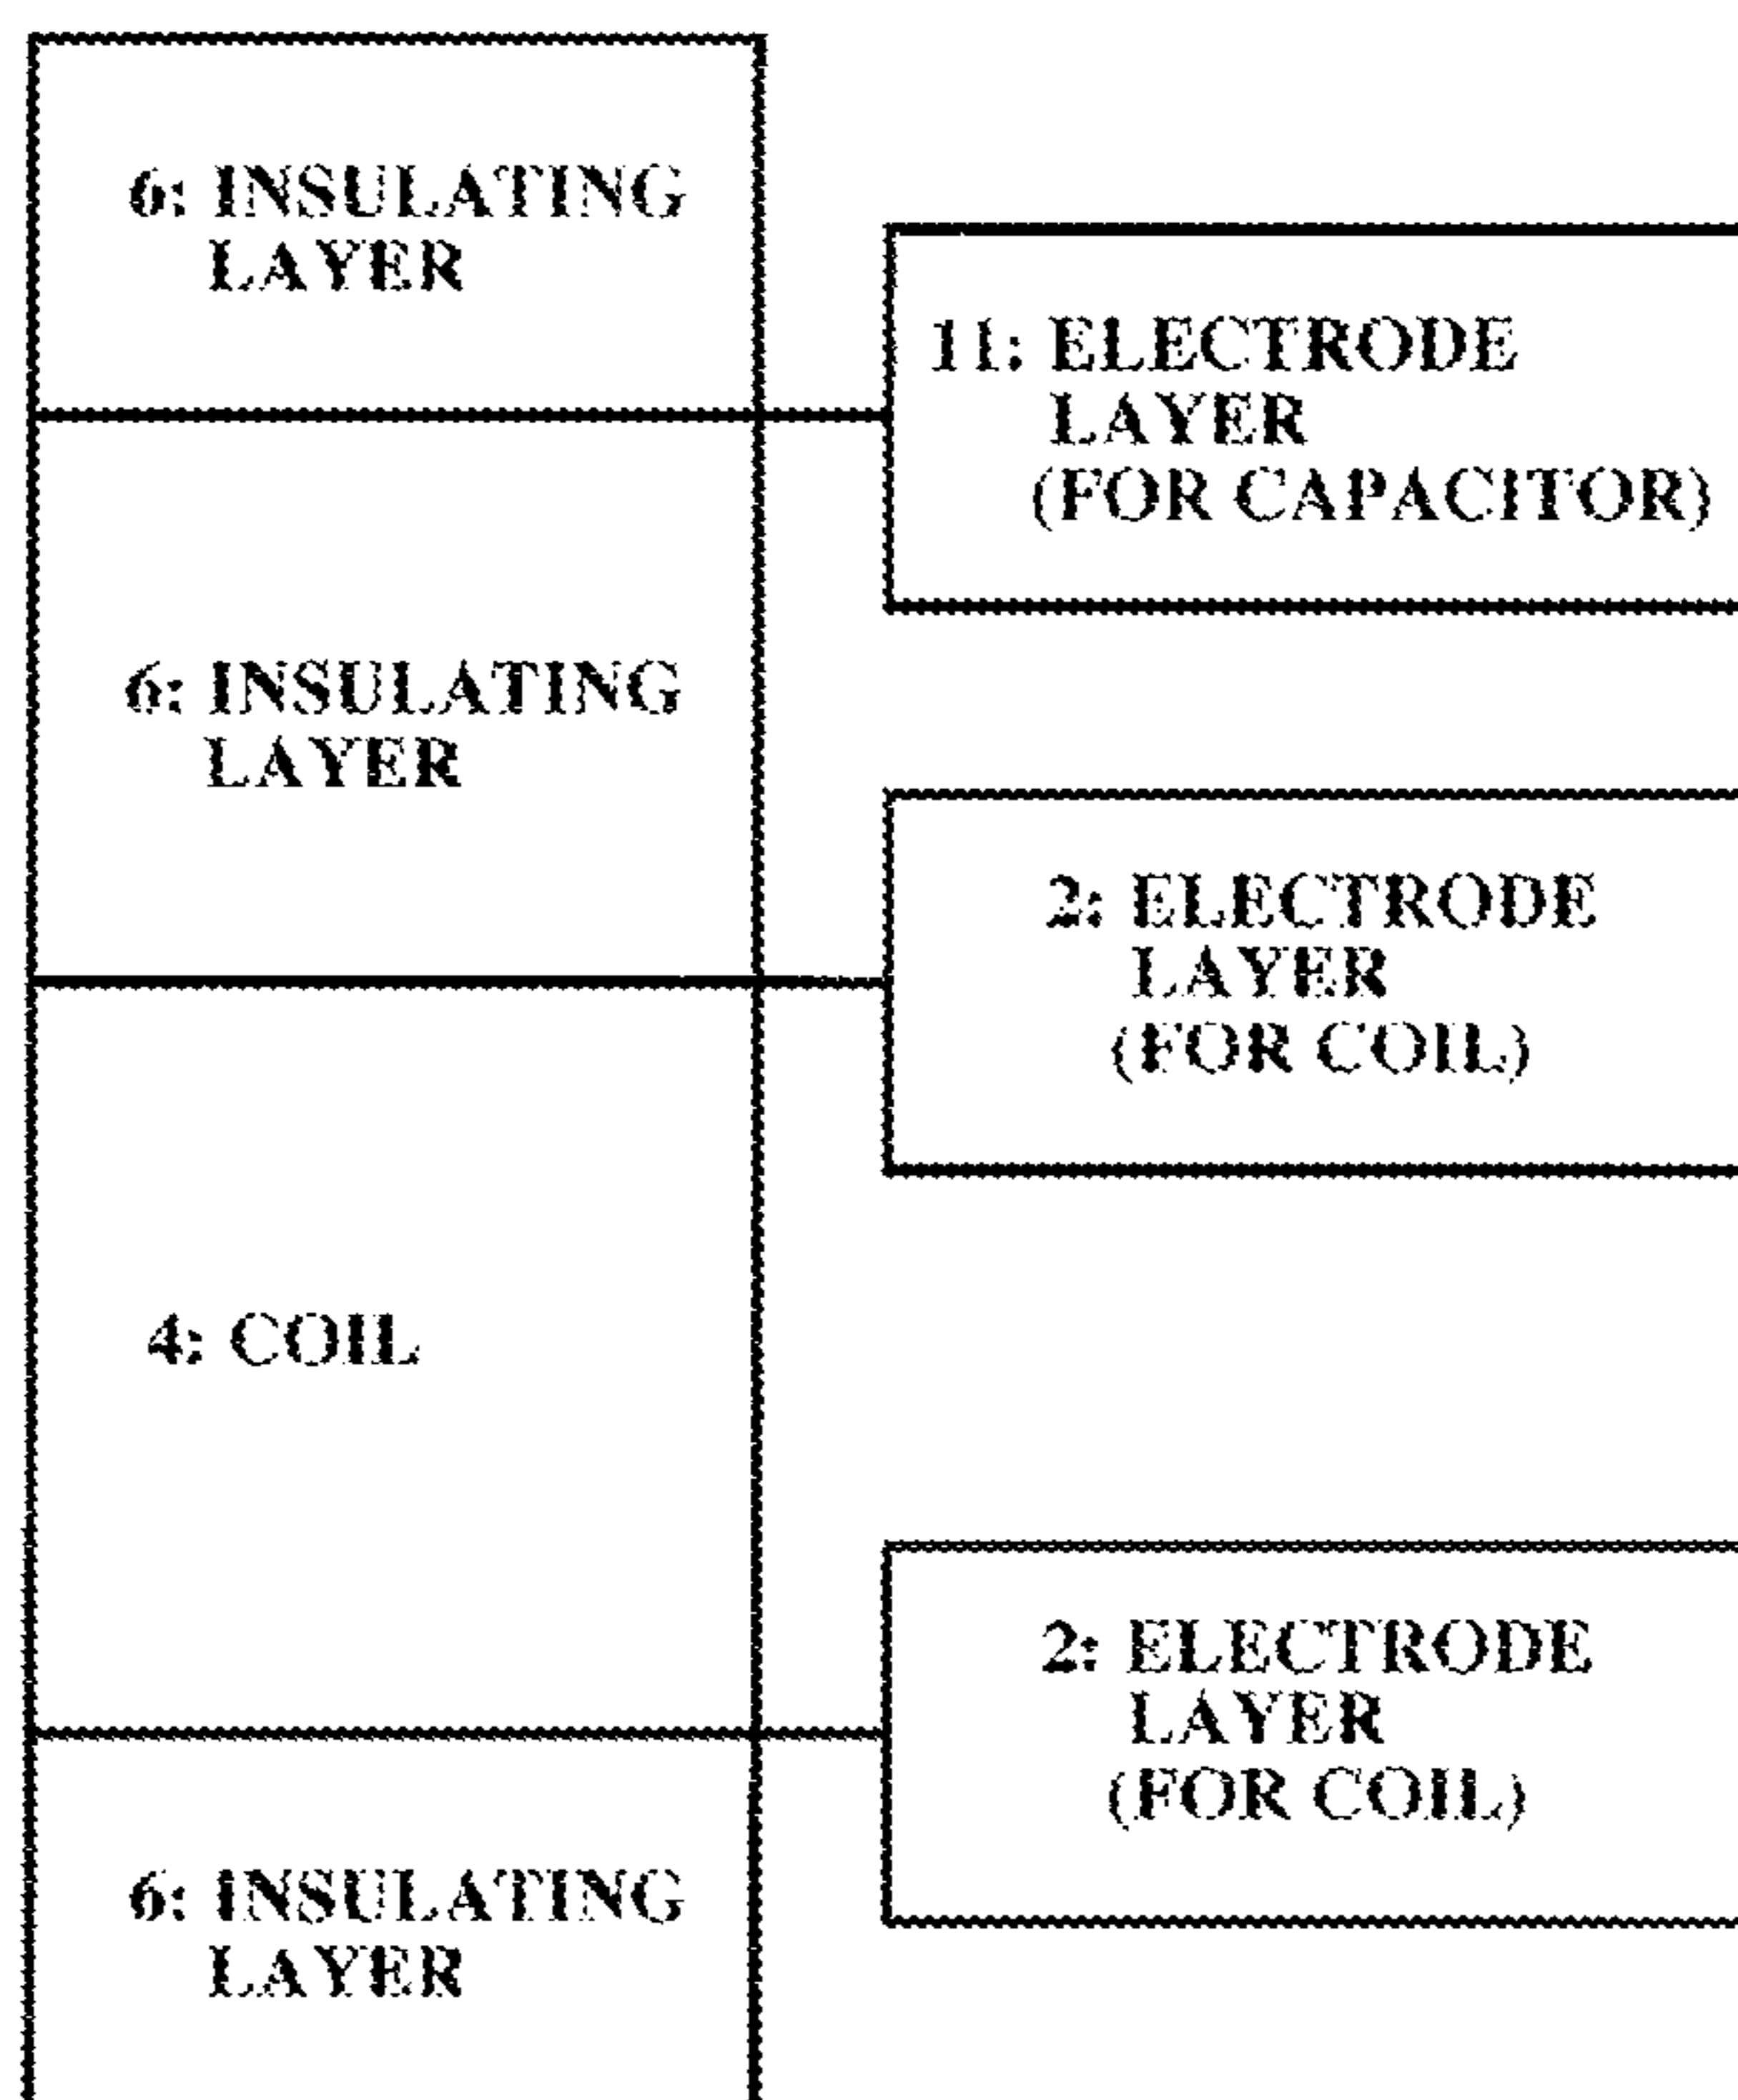 6: INSULATING
LAYER
11: ELECTRODE
LAYER
(FOR CAPACITOR)
6: INSULATING
LAYER
2: ELECTRODE
LAYER
(FOR COIL)
4: COIL
2: ELECTRODE
LAYER
(FOR COIL)
6: INSULATING
LAYER